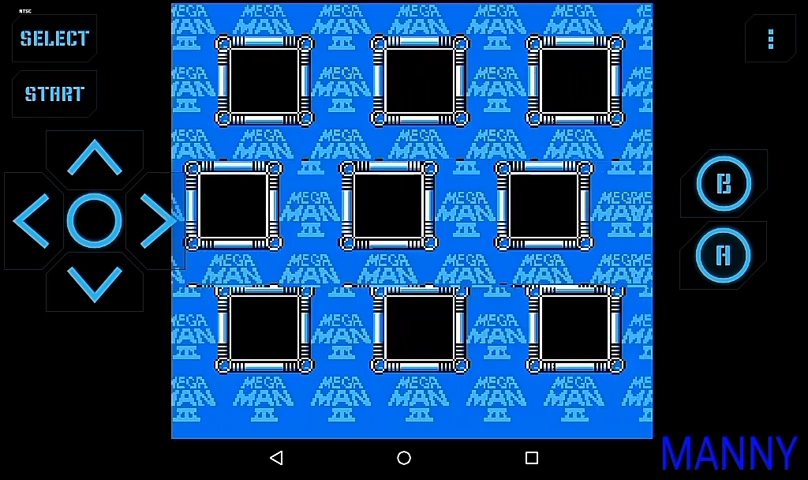 NTSC
SELECT
START
B
A
MEGA MAN III
MANNY